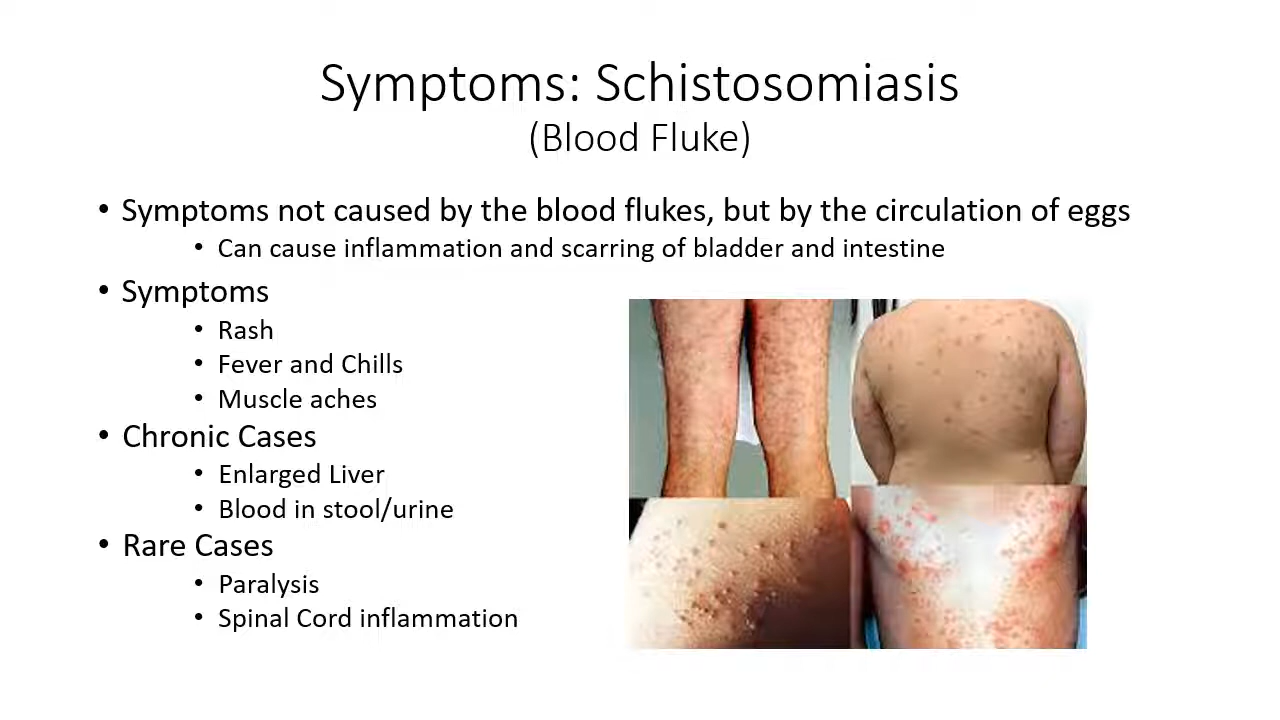 Symptoms: Schistosomiasis
(Blood Fluke)
• Symptoms not caused by the blood flukes, but by the circulation of eggs
• Can cause inflammation and scarring of bladder and intestine
• Symptoms
• Rash
• Fever and Chills
• Muscle aches
• Chronic Cases
• Enlarged Liver
• Blood in stool/urine
• Rare Cases
• Paralysis
• Spinal Cord inflammation